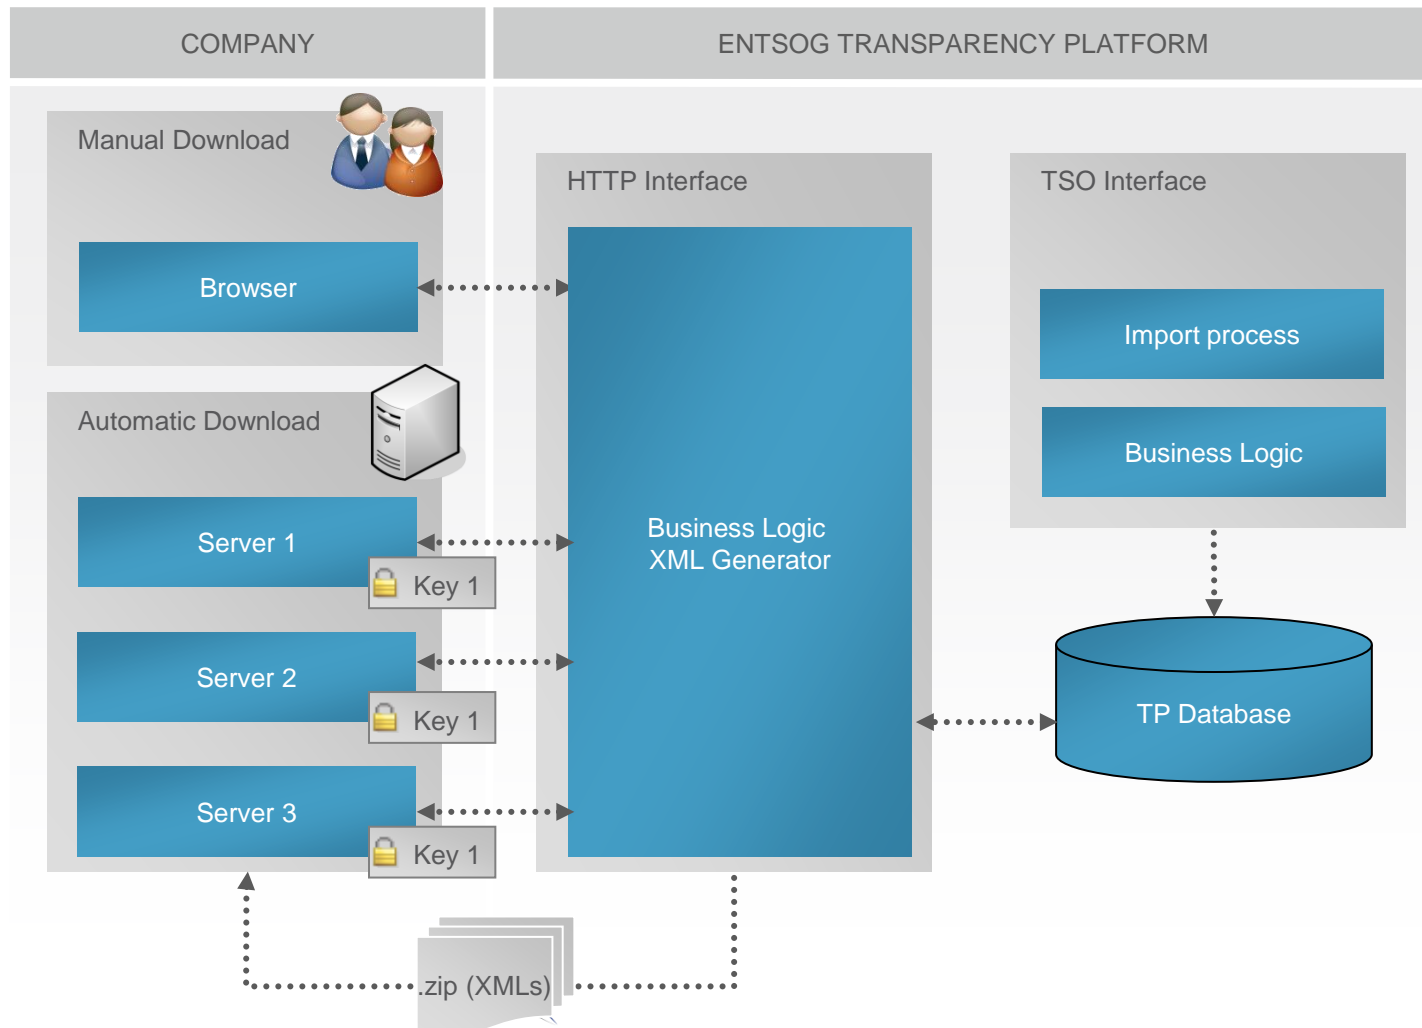 COMPANY
ENTSOG TRANSPARENCY PLATFORM
Manual Download
Browser
Automatic Download
Server 1
Key 1
Server 2
Key 1
Server 3
Key 1
.zip (XMLs)
HTTP Interface
Business Logic
XML Generator
TSO Interface
Import process
Business Logic
TP Database